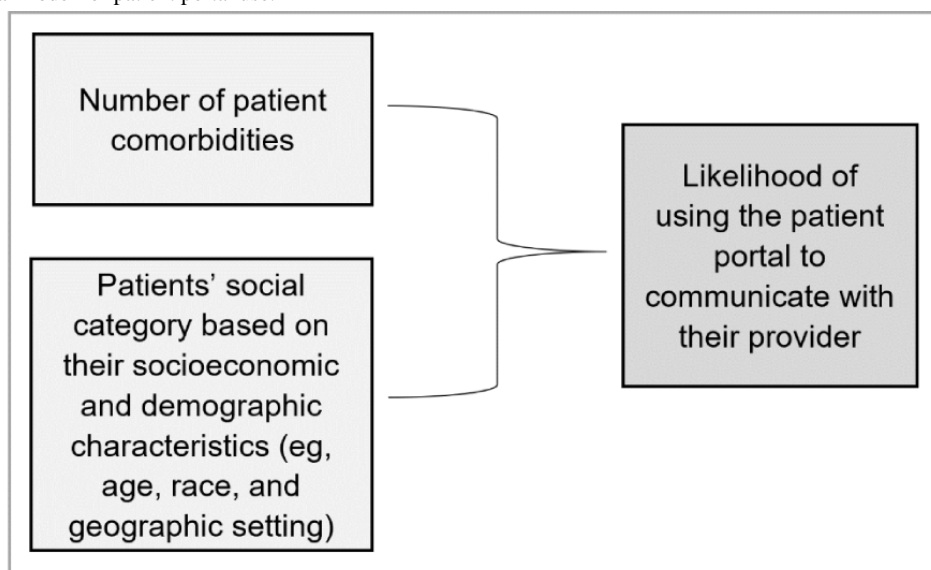 Number of patient
comorbidities
Patients’ social
category based on
their socioeconomic
and demographic
characteristics (eg,
age, race, and
geographic setting)
Likelihood of
using the patient
portal to
communicate with
their provider